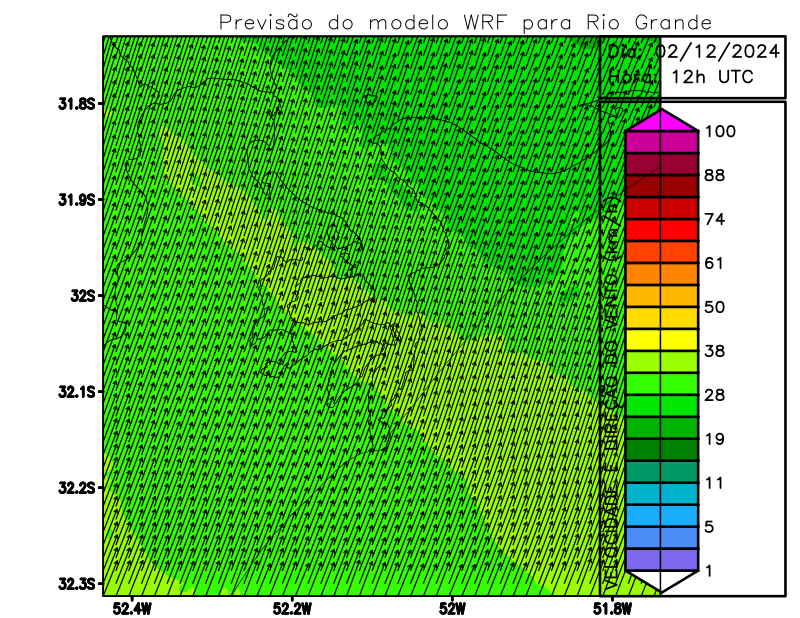 Previsão do modelo WRF para Rio Grande
Dia: 02/12/2024
Hora: 12h UTC
31.8S
31.9S
32S
32.1S
32.2S
32.3S
52.4W
52.2W
52W
51.8W
VELOCIDADE E DIREÇÃO DO VENTO (km/h)
100
88
74
61
50
38
28
19
11
5
1